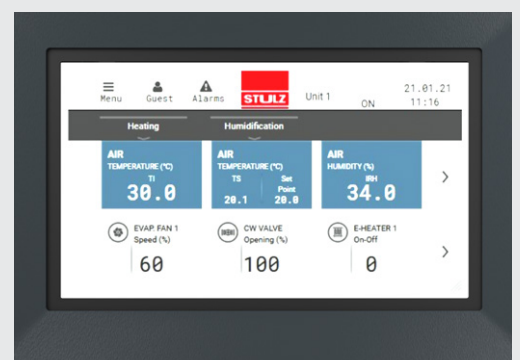 Menu Guest Alarms STULZ Unit 1 ON 21.01.21
11:16
Heating Humidification
AIR
TEMPERATURE (°C)
TI
30.0
AIR
TEMPERATURE (°C)
TS Set
Point
20.1 20.0
AIR
HUMIDITY (%)
IRH
34.0
EVAP. FAN 1
Speed (%)
60
CW VALVE
Opening (%)
100
E-HEATER 1
On-Off
0